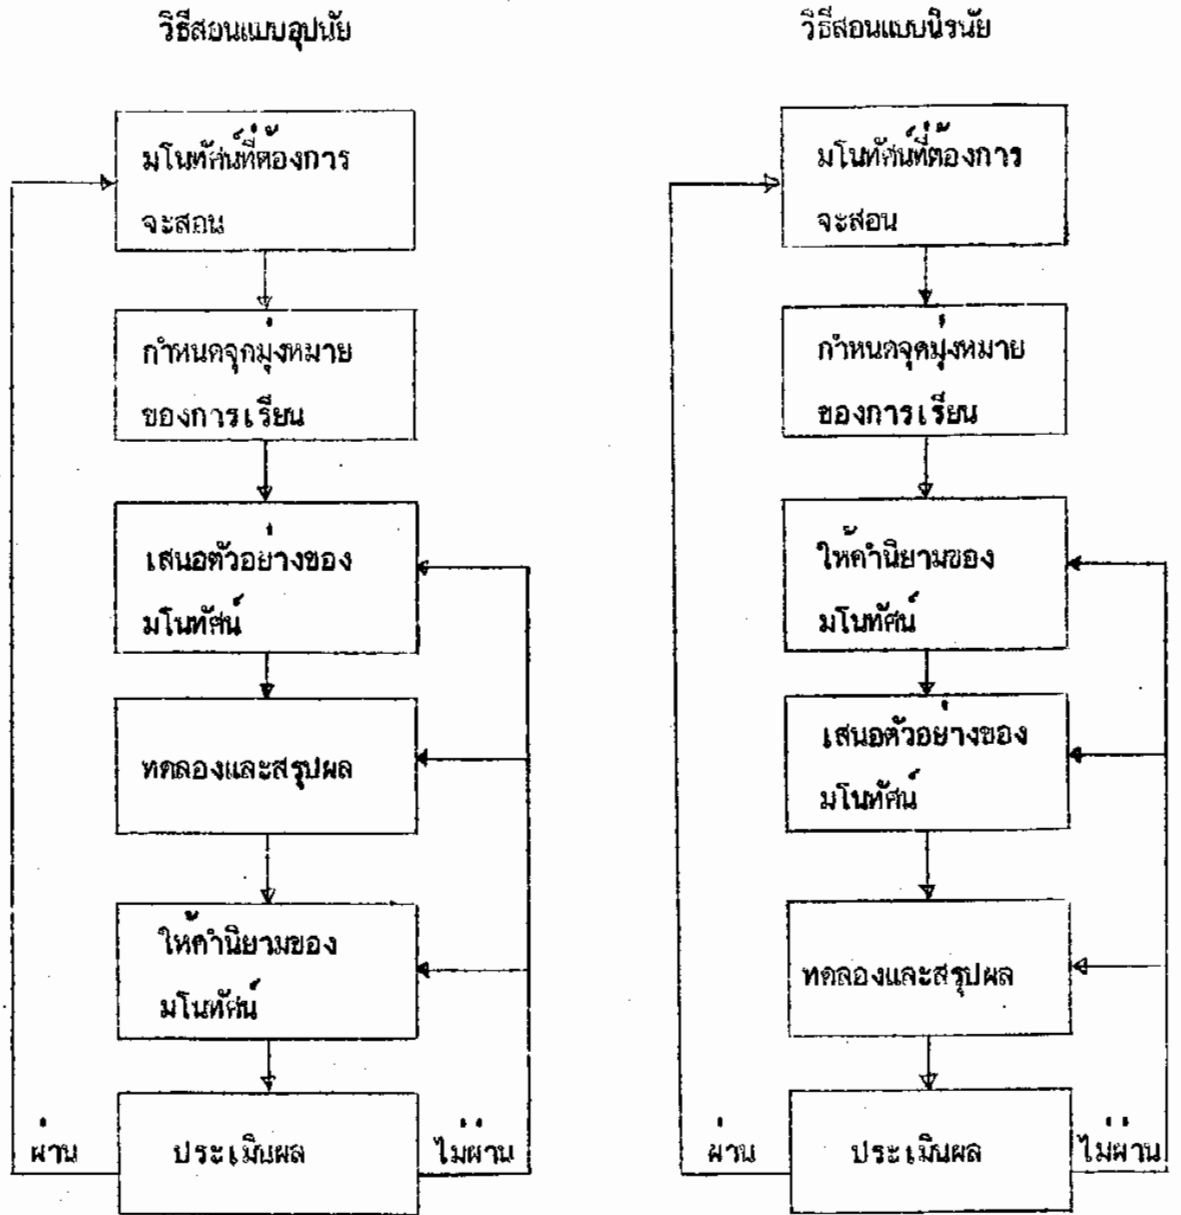 วิธีสอนแบบอุปนัย
มโนทัศน์ที่ต้องการ
จะสอน
กำหนดจุดมุ่งหมาย
ของการเรียน
เสนอตัวอย่างของ
มโนทัศน์
ทดลองและสรุปผล
ให้คำนิยามของ
มโนทัศน์
ผ่าน
ประเมินผล
ไม่ผ่าน
วิธีสอนแบบนิรนัย
มโนทัศน์ที่ต้องการ
จะสอน
กำหนดจุดมุ่งหมาย
ของการเรียน
ให้คำนิยามของ
มโนทัศน์
เสนอตัวอย่างของ
มโนทัศน์
ทดลองและสรุปผล
ผ่าน
ประเมินผล
ไม่ผ่าน